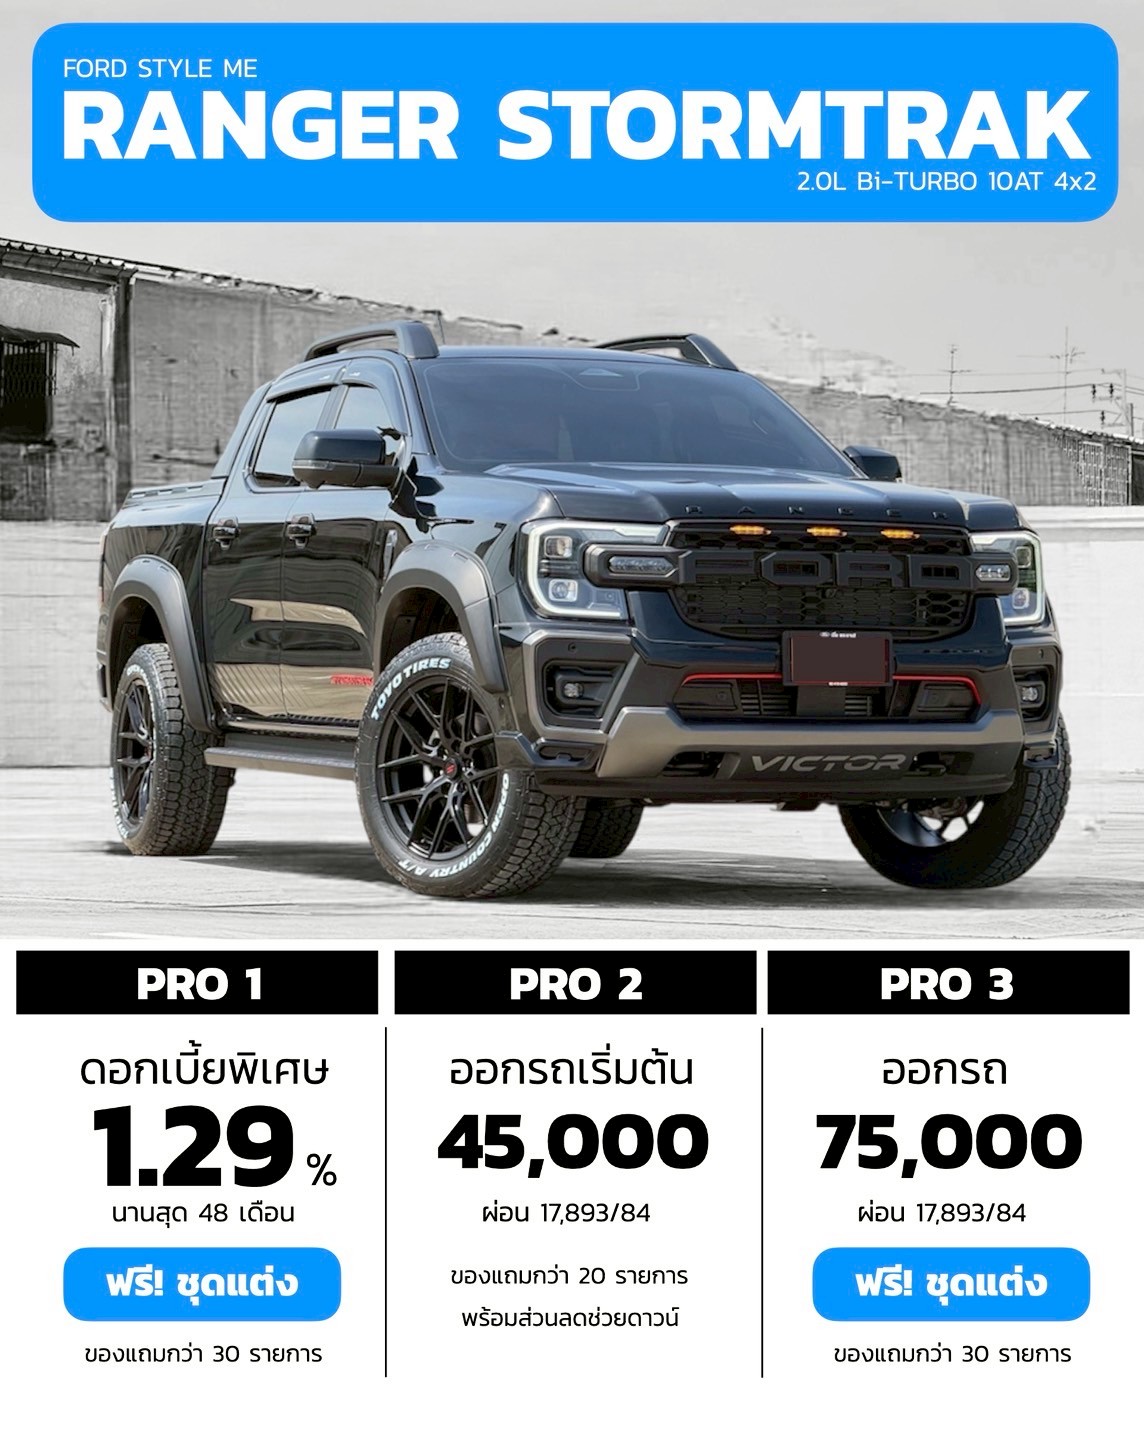 FORD STYLE ME
RANGER STORMTRAK
2.0L Bi-TURBO 10AT 4x2
RANGER
FORD
TOYO TIRES
OPEN COUNTRY A/T
VICTOR
PRO 1
ดอกเบี้ยพิเศษ
1.29 %
นานสุด 48 เดือน
ฟรี! ชุดแต่ง
ของแถมกว่า 30 รายการ
PRO 2
ออกรถเริ่มต้น
45,000
ผ่อน 17,893/84
ของแถมกว่า 20 รายการ
พร้อมส่วนลดช่วยดาวน์
PRO 3
ออกรถ
75,000
ผ่อน 17,893/84
ฟรี! ชุดแต่ง
ของแถมกว่า 30 รายการ